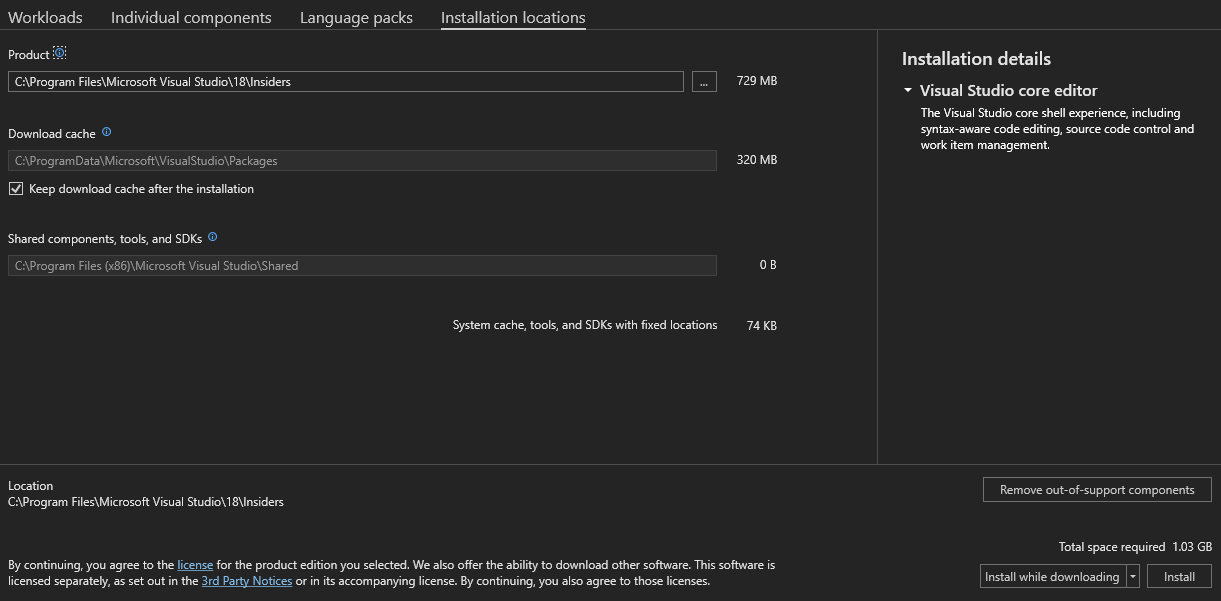 Workloads Individual components Language packs Installation locations
Product
C:\Program Files\Microsoft Visual Studio\18\Insiders ... 729 MB
Download cache
C:\ProgramData\Microsoft\VisualStudio\Packages 320 MB
Keep download cache after the installation
Shared components, tools, and SDKs
C:\Program Files (x86)\Microsoft Visual Studio\Shared 0 B
System cache, tools, and SDKs with fixed locations 74 KB
Installation details
Visual Studio core editor
The Visual Studio core shell experience, including
syntax-aware code editing, source code control and
work item management.
Location
C:\Program Files\Microsoft Visual Studio\18\Insiders
Remove out-of-support components
Total space required 1.03 GB
By continuing, you agree to the license for the product edition you selected. We also offer the ability to download other software. This software is
licensed separately, as set out in the 3rd Party Notices or in its accompanying license. By continuing, you also agree to those licenses.
Install while downloading Install